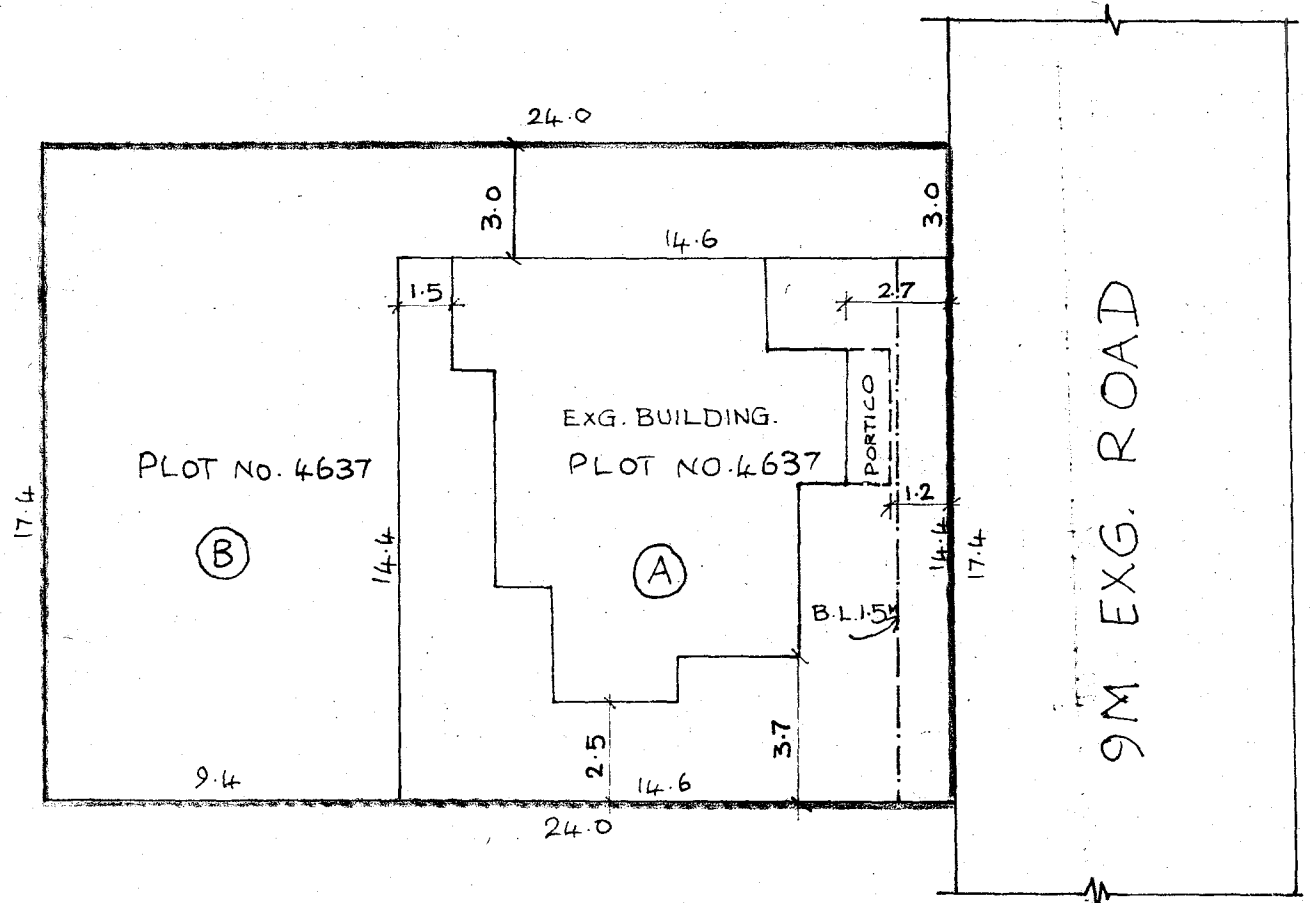 24.0
3.0
3.0
14.6
1.5
2.7
PORTICO
EXG. BUILDING.
PLOT NO. 4637
PLOT NO. 4637
1.2
17.4
B
14.4
A
14.4
17.4
B.L.1.5M
9M. EXG. ROAD
2.5
3.7
9.4
14.6
24.0